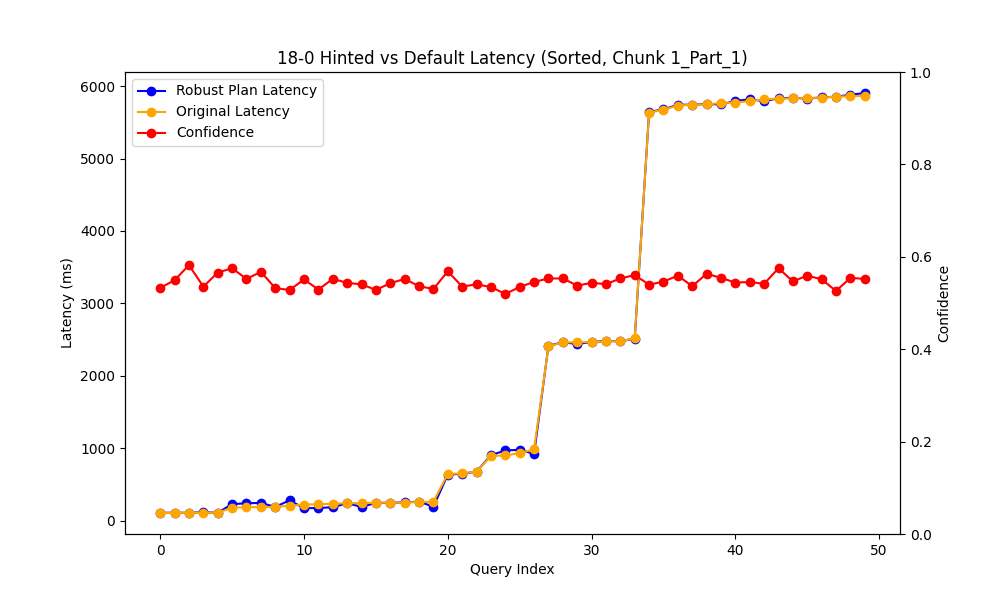 18-0 Hinted vs Default Latency (Sorted, Chunk 1_Part_1)
Robust Plan Latency
Original Latency
Confidence
Latency (ms)
6000
5000
4000
3000
2000
1000
0
1.0
0.8
0.6
0.4
0.2
0.0
Confidence
0
10
20
30
40
50
Query Index